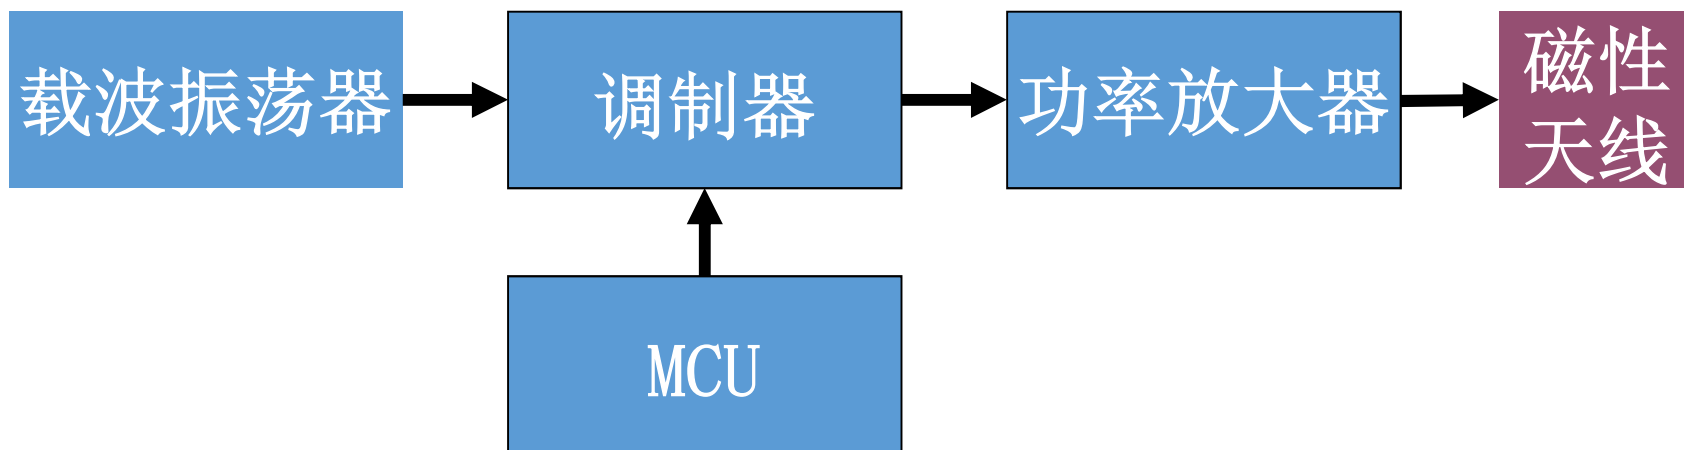 载波振荡器
调制器
功率放大器
磁性
天线
MCU